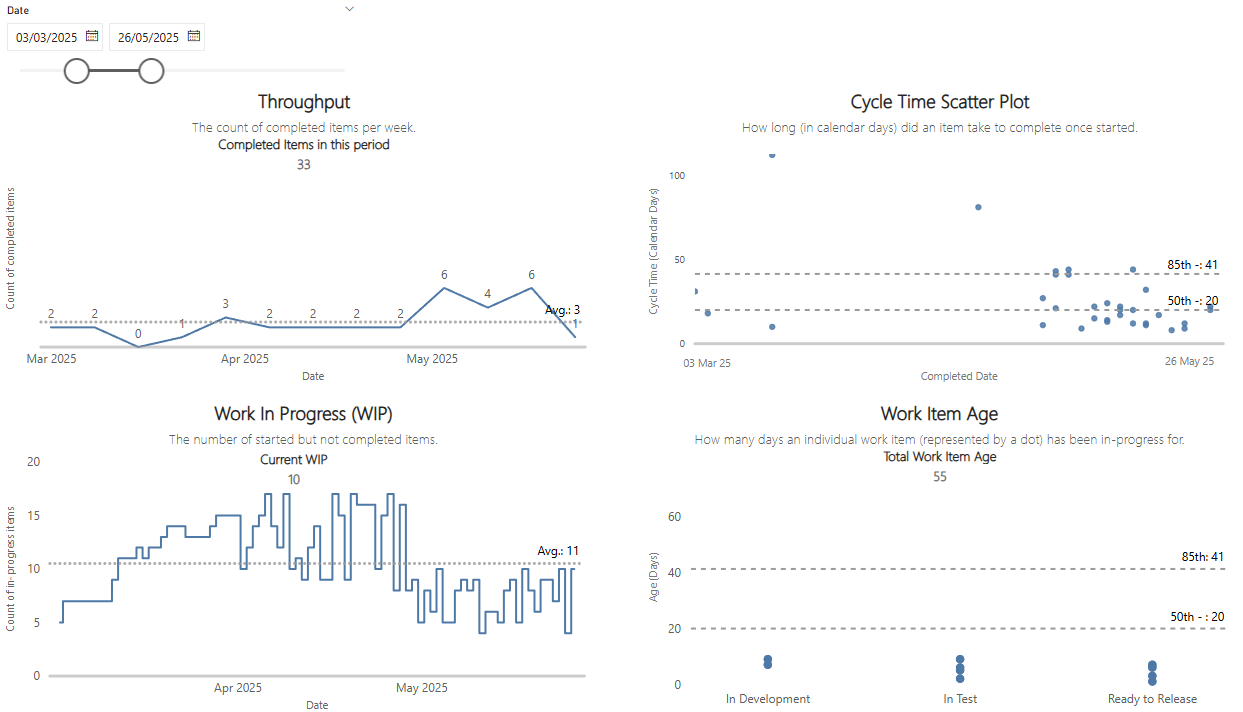 Date
03/03/2025 26/05/2025
Throughput
The count of completed items per week.
Completed Items in this period
33
Count of completed items
2 2 0 1 3 2 2 2 2 6 4 6 1
Avg.: 3
Mar 2025 Apr 2025 May 2025
Date
Cycle Time Scatter Plot
How long (in calendar days) did an item take to complete once started.
Cycle Time (Calendar Days)
100
50
0
85th -: 41
50th -: 20
03 Mar 25 26 May 25
Completed Date
Work In Progress (WIP)
The number of started but not completed items.
Current WIP
10
Count of in-progress items
20
15
10
5
0
Avg.: 11
Apr 2025 May 2025
Date
Work Item Age
How many days an individual work item (represented by a dot) has been in-progress for.
Total Work Item Age
55
Age (Days)
60
40
20
0
85th: 41
50th - : 20
In Development In Test Ready to Release